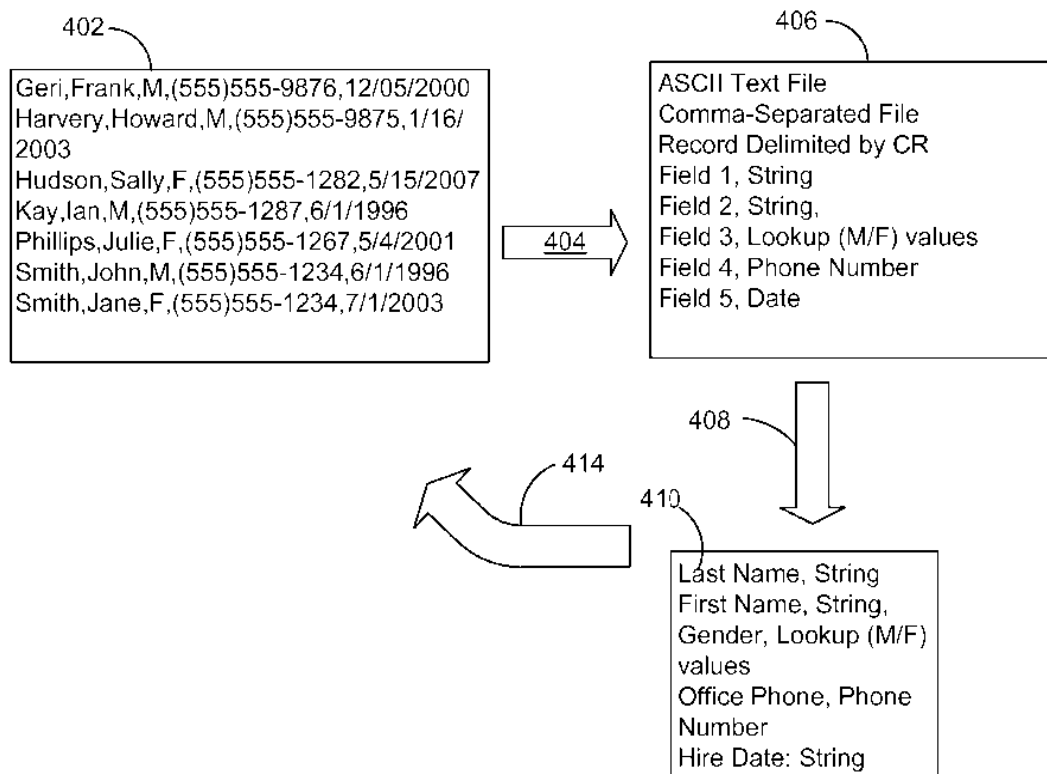 402
Geri,Frank,M,(555)555-9876,12/05/2000
Harvery,Howard,M,(555)555-9875,1/16/
2003
Hudson,Sally,F,(555)555-1282,5/15/2007
Kay,Ian,M,(555)555-1287,6/1/1996
Phillips,Julie,F,(555)555-1267,5/4/2001
Smith,John,M,(555)555-1234,6/1/1996
Smith,Jane,F,(555)555-1234,7/1/2003
404
406
ASCII Text File
Comma-Separated File
Record Delimited by CR
Field 1, String
Field 2, String,
Field 3, Lookup (M/F) values
Field 4, Phone Number
Field 5, Date
408
414
410
Last Name, String
First Name, String,
Gender, Lookup (M/F)
values
Office Phone, Phone
Number
Hire Date: String